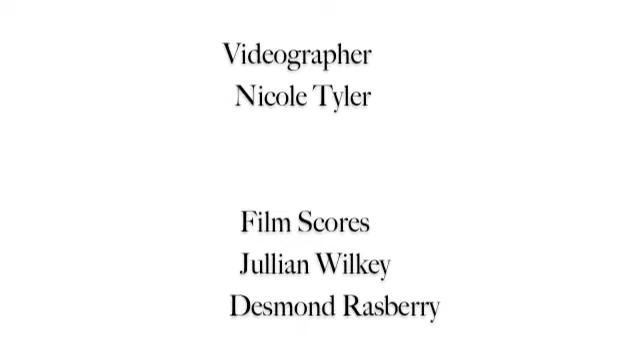 Videographer
Nicole Tyler
Film Scores
Jullian Wilkey
Desmond Rasberry